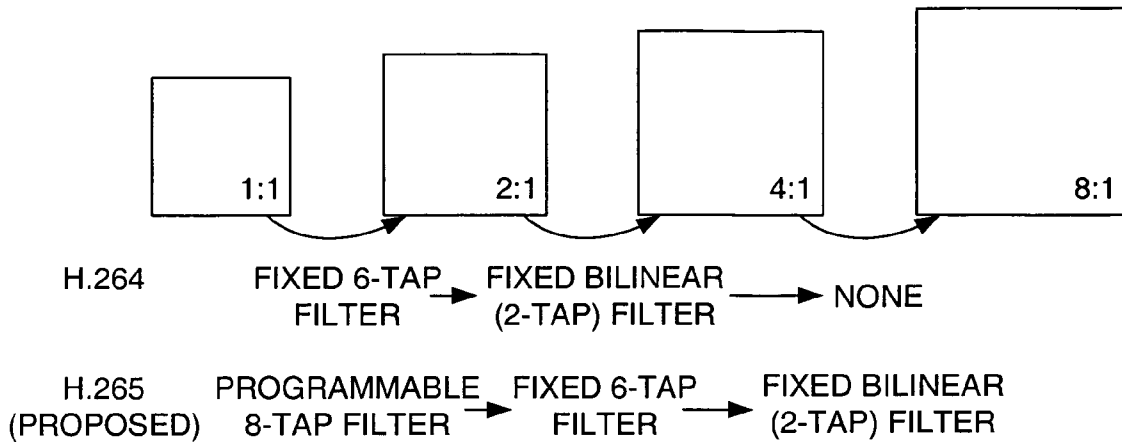 1:1
2:1
4:1
8:1
H.264
FIXED 6-TAP
FILTER
FIXED BILINEAR
(2-TAP) FILTER
NONE
H.265
(PROPOSED)
PROGRAMMABLE
8-TAP FILTER
FIXED 6-TAP
FILTER
FIXED BILINEAR
(2-TAP) FILTER